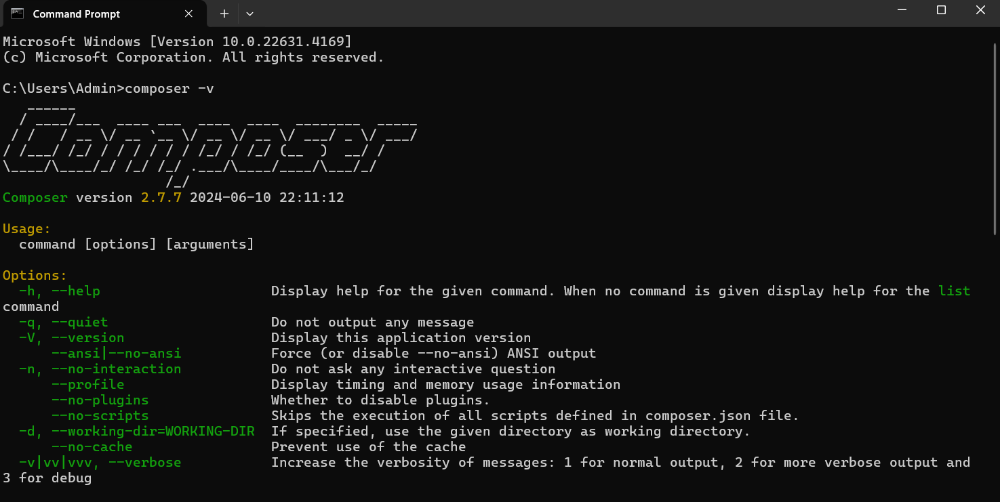 Command Prompt
Microsoft Windows [Version 10.0.22631.4169]
(c) Microsoft Corporation. All rights reserved.
C:\Users\Admin>composer -v
   ______
  / ____/___  ____ ___  ____  ____  ________  _____
 / /   / __ \/ __ `__ \/ __ \/ __ \/ ___/ _ \/ ___/
/ /___/ /_/ / / / / / / /_/ / /_/ (__  )  __/ /
\____/\____/_/ /_/ /_/ .___/\____/____/\___/_/
                    /_/
Composer version 2.7.7 2024-06-10 22:11:12
Usage:
  command [options] [arguments]
Options:
  -h, --help                     Display help for the given command. When no command is given display help for the list
command
  -q, --quiet                    Do not output any message
  -V, --version                  Display this application version
      --ansi|--no-ansi           Force (or disable --no-ansi) ANSI output
  -n, --no-interaction           Do not ask any interactive question
      --profile                  Display timing and memory usage information
      --no-plugins               Whether to disable plugins.
      --no-scripts               Skips the execution of all scripts defined in composer.json file.
  -d, --working-dir=WORKING-DIR  If specified, use the given directory as working directory.
      --no-cache                 Prevent use of the cache
  -v|vv|vvv, --verbose           Increase the verbosity of messages: 1 for normal output, 2 for more verbose output and
3 for debug